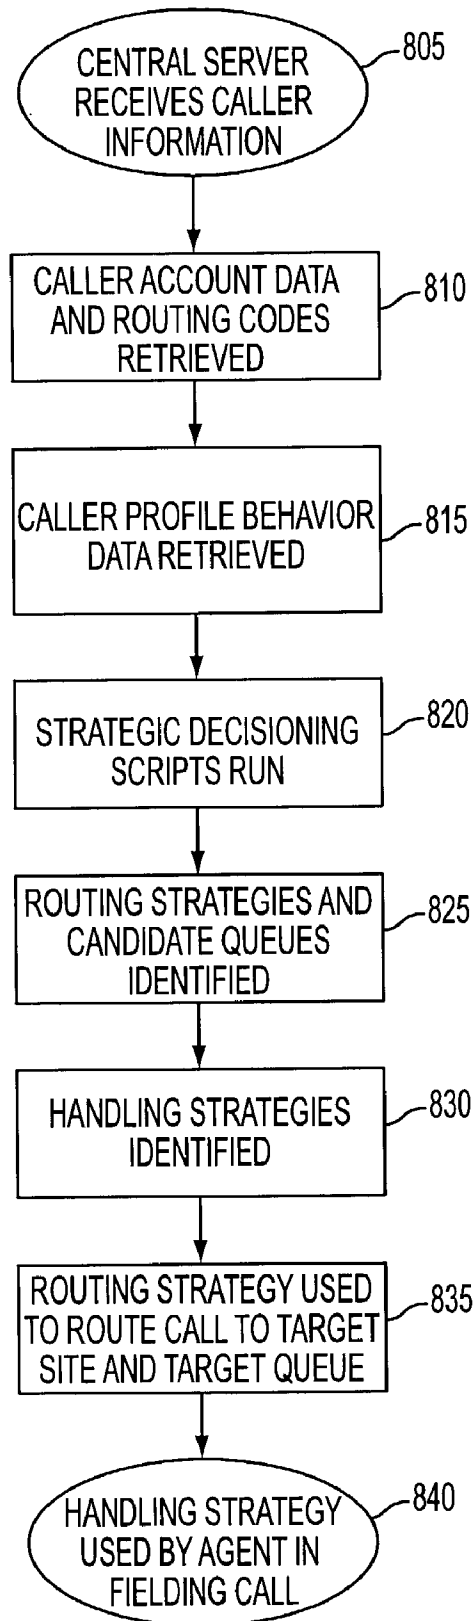 CENTRAL SERVER
RECEIVES CALLER
INFORMATION
805
CALLER ACCOUNT DATA
AND ROUTING CODES
RETRIEVED
810
CALLER PROFILE BEHAVIOR
DATA RETRIEVED
815
STRATEGIC DECISIONING
SCRIPTS RUN
820
ROUTING STRATEGIES AND
CANDIDATE QUEUES
IDENTIFIED
825
HANDLING STRATEGIES
IDENTIFIED
830
ROUTING STRATEGY USED
TO ROUTE CALL TO TARGET
SITE AND TARGET QUEUE
835
HANDLING STRATEGY
USED BY AGENT IN
FIELDING CALL
840